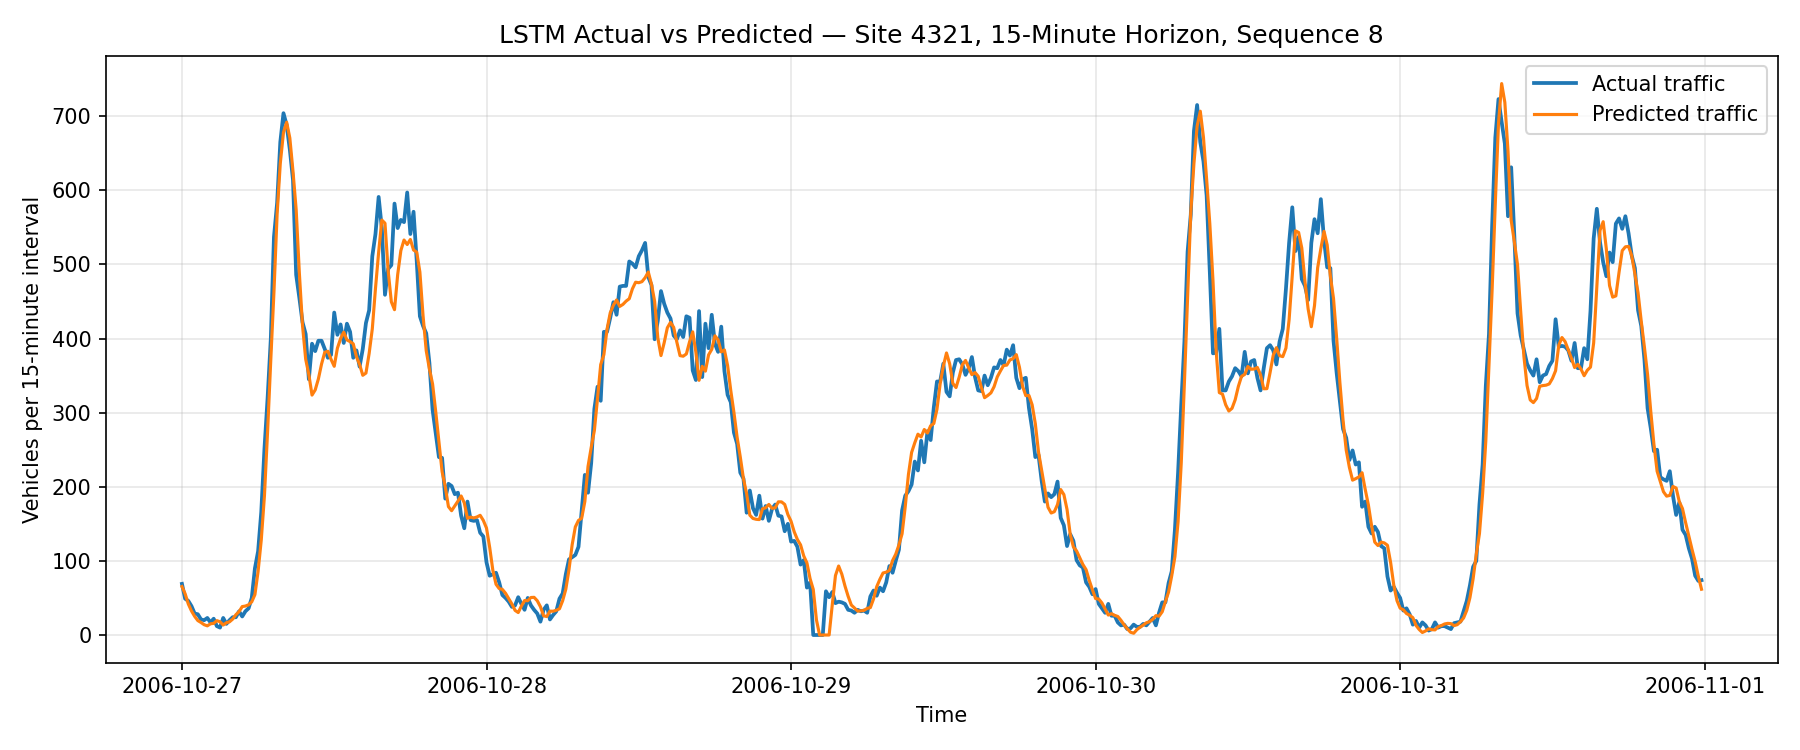 LSTM Actual vs Predicted — Site 4321, 15-Minute Horizon, Sequence 8
Actual traffic
Predicted traffic
Vehicles per 15-minute interval
700
600
500
400
300
200
100
0
2006-10-27 2006-10-28 2006-10-29 2006-10-30 2006-10-31 2006-11-01
Time